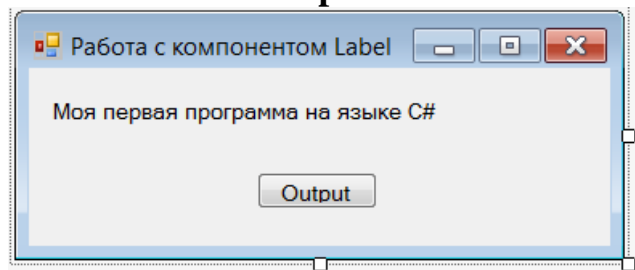 Работа с компонентом Label
Моя первая программа на языке C#
Output